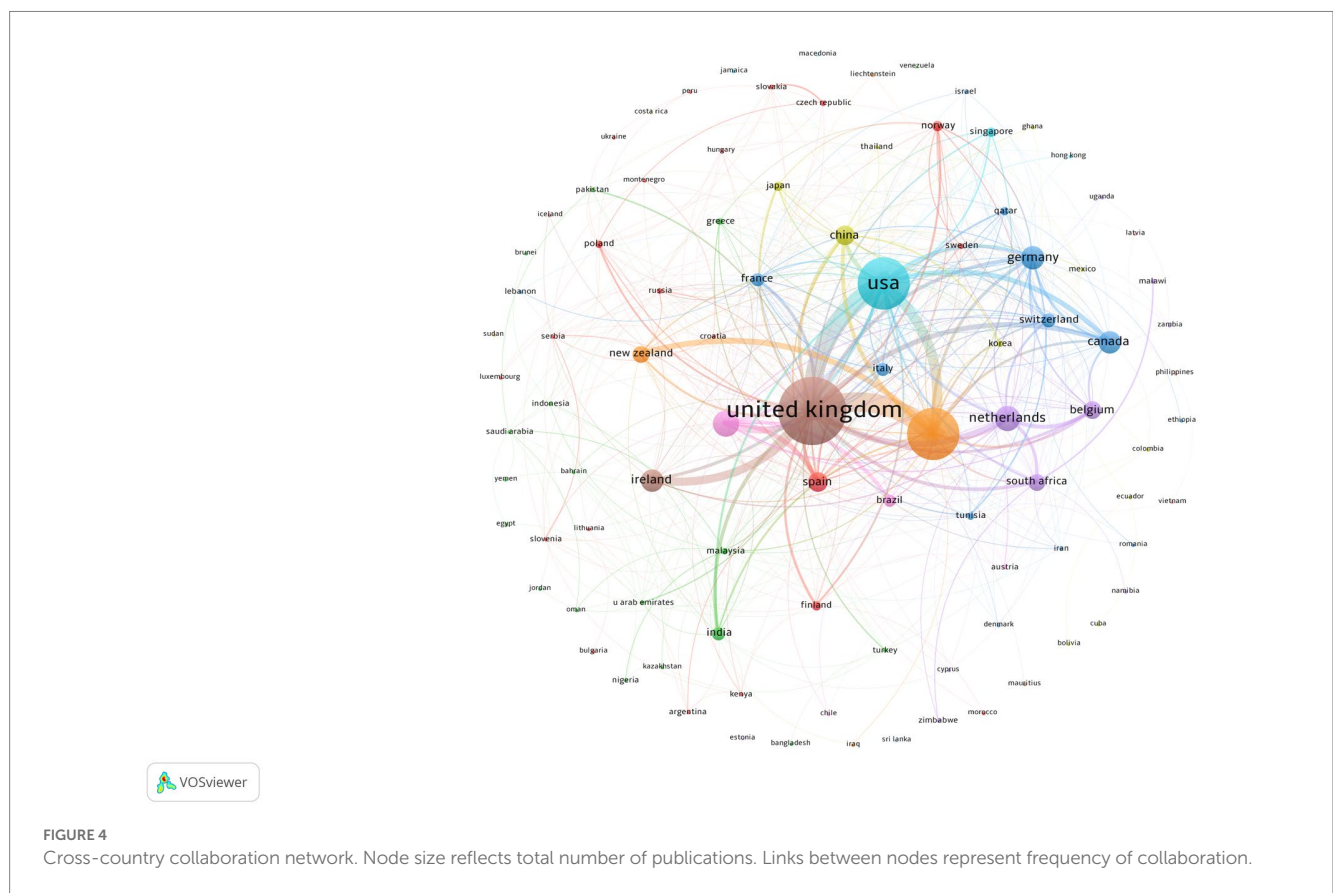 macedonia
venezuela
jamaica
liechtenstein
slovakia
peru
israel
czech republic
costa rica
norway
singapore
ghana
ukraine
thailand
hungary
hong kong
montenegro
japan
pakistan
uganda
iceland
qatar
greece
latvia
china
poland
sweden
brunei
germany
mexico
france
malawi
usa
lebanon
russia
switzerland
zambia
sudan
serbia
croatia
korea
canada
new zealand
italy
philippines
luxembourg
indonesia
united kingdom
belgium
netherlands
ethiopia
saudi arabia
colombia
bahrain
yemen
ireland
spain
south africa
brazil
ecuador
vietnam
tunisia
egypt
lithuania
slovenia
romania
iran
malaysia
austria
jordan
namibia
u arab emirates
oman
finland
denmark
cuba
india
bolivia
bulgaria
turkey
kazakhstan
cyprus
nigeria
mauritius
kenya
argentina
chile
morocco
zimbabwe
estonia
bangladesh
iraq
sri lanka
VOSviewer
FIGURE 4
Cross-country collaboration network. Node size reflects total number of publications. Links between nodes represent frequency of collaboration.